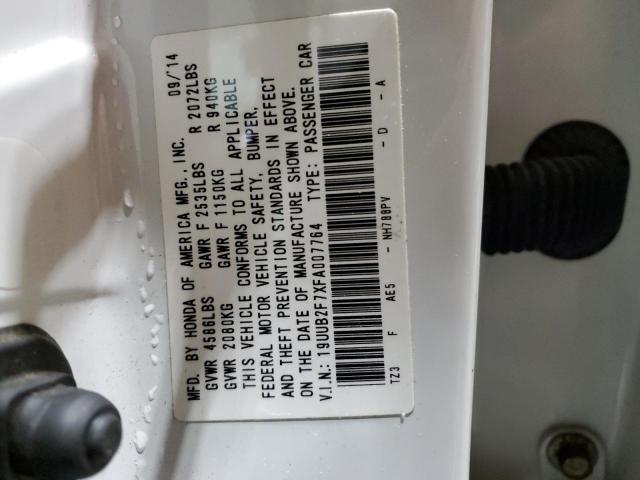 MFD. BY HONDA OF AMERICA MFG., INC. 09/'14
GVWR 4586LBS GAWR F 2535LBS R 2072LBS
GVWR 2080KG GAWR F 1150KG R 940KG
THIS VEHICLE CONFORMS TO ALL APPLICABLE
FEDERAL MOTOR VEHICLE SAFETY, BUMPER,
AND THEFT PREVENTION STANDARDS IN EFFECT
ON THE DATE OF MANUFACTURE SHOWN ABOVE.
V.I.N.: 19UUB2F7XFA007764 TYPE: PASSENGER CAR
TZ3 F AE5 - NH788PV - D - A